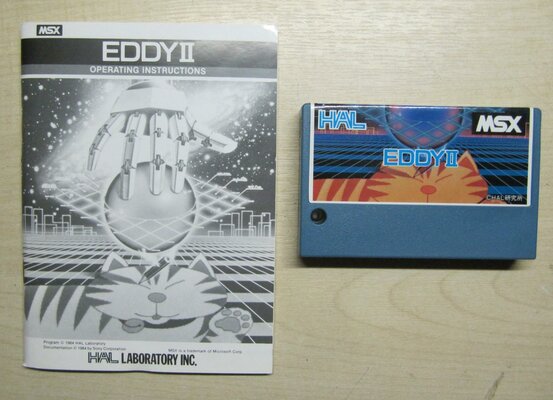 MSX
EDDYII
OPERATING INSTRUCTIONS
Program © 1984 HAL Laboratory
Documentation © 1984 by Sony Corporation
MSX is a trademark of Microsoft Corp.
HAL LABORATORY INC.
HAL
MSX
EDDYII
©HAL研究所